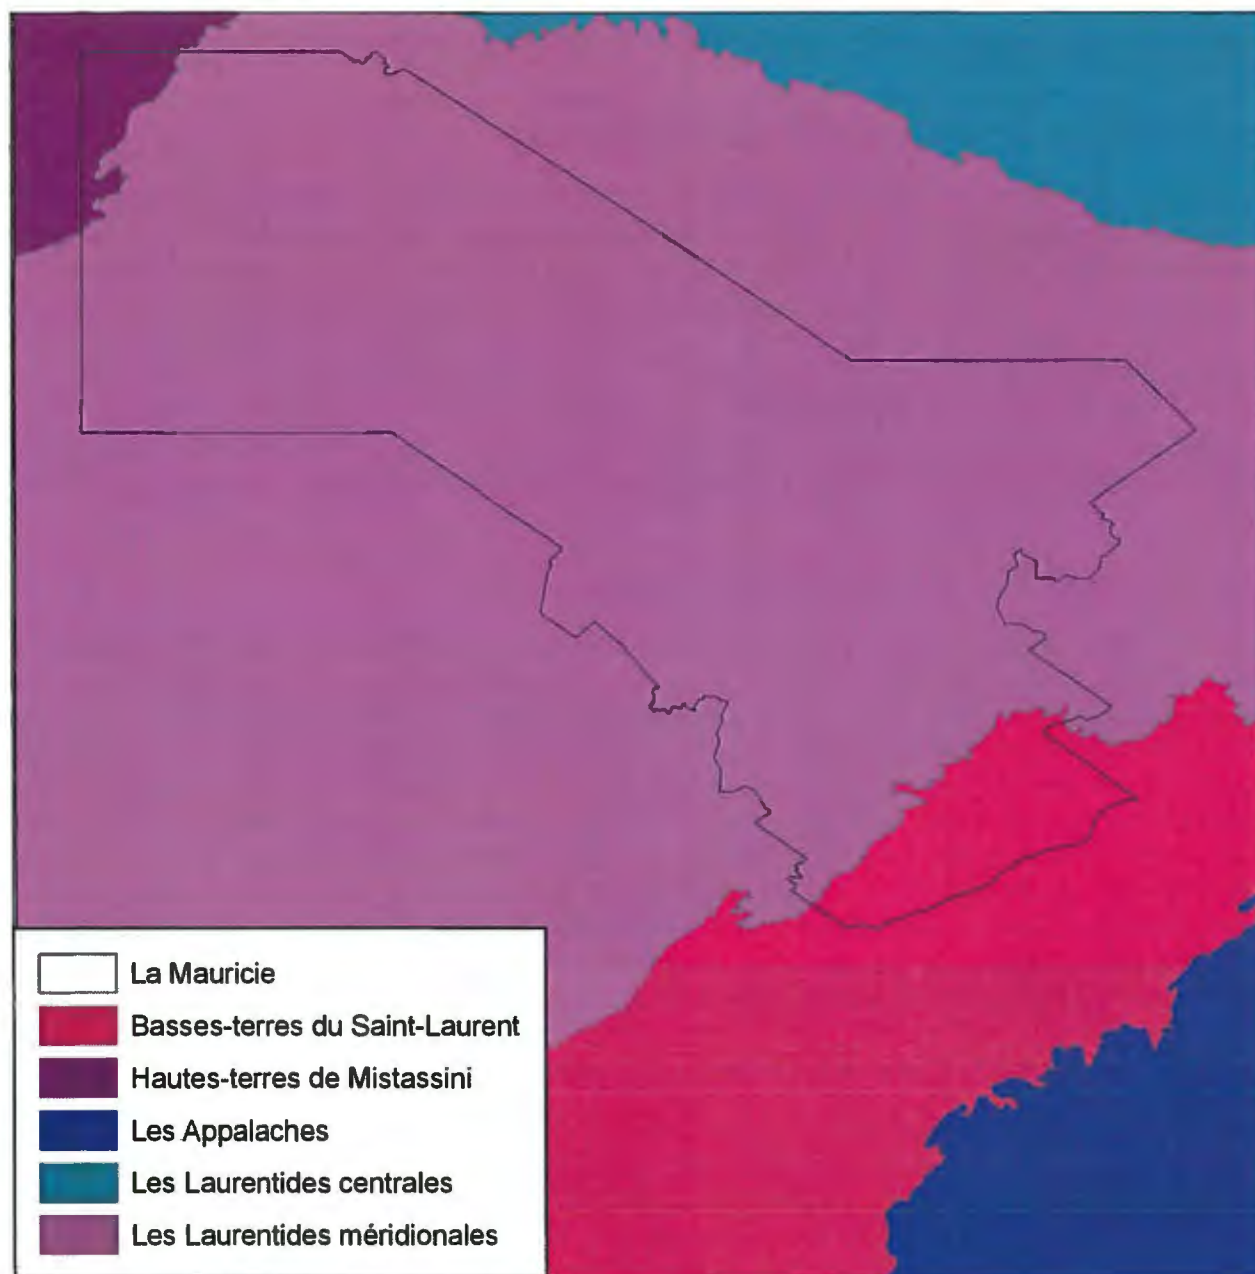 La Mauricie
Basses-terres du Saint-Laurent
Hautes-terres de Mistassini
Les Appalaches
Les Laurentides centrales
Les Laurentides méridionales